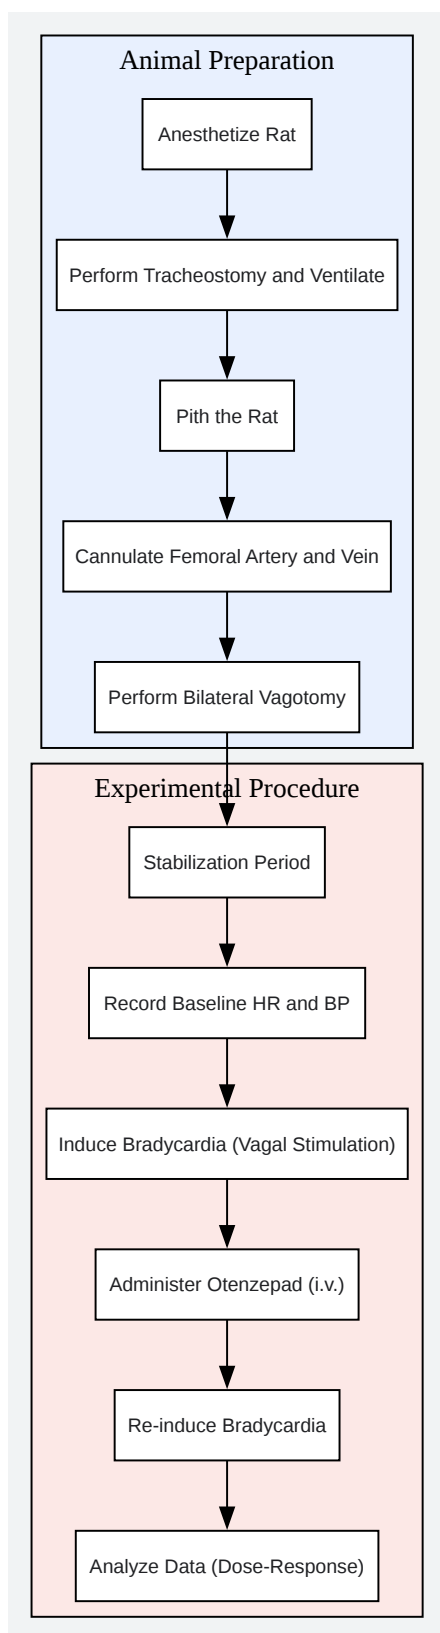 Animal Preparation
Anesthetize Rat
Perform Tracheostomy and Ventilate
Pith the Rat
Cannulate Femoral Artery and Vein
Perform Bilateral Vagotomy
Experimental Procedure
Stabilization Period
Record Baseline HR and BP
Induce Bradycardia (Vagal Stimulation)
Administer Otenzepad (i.v.)
Re-induce Bradycardia
Analyze Data (Dose-Response)